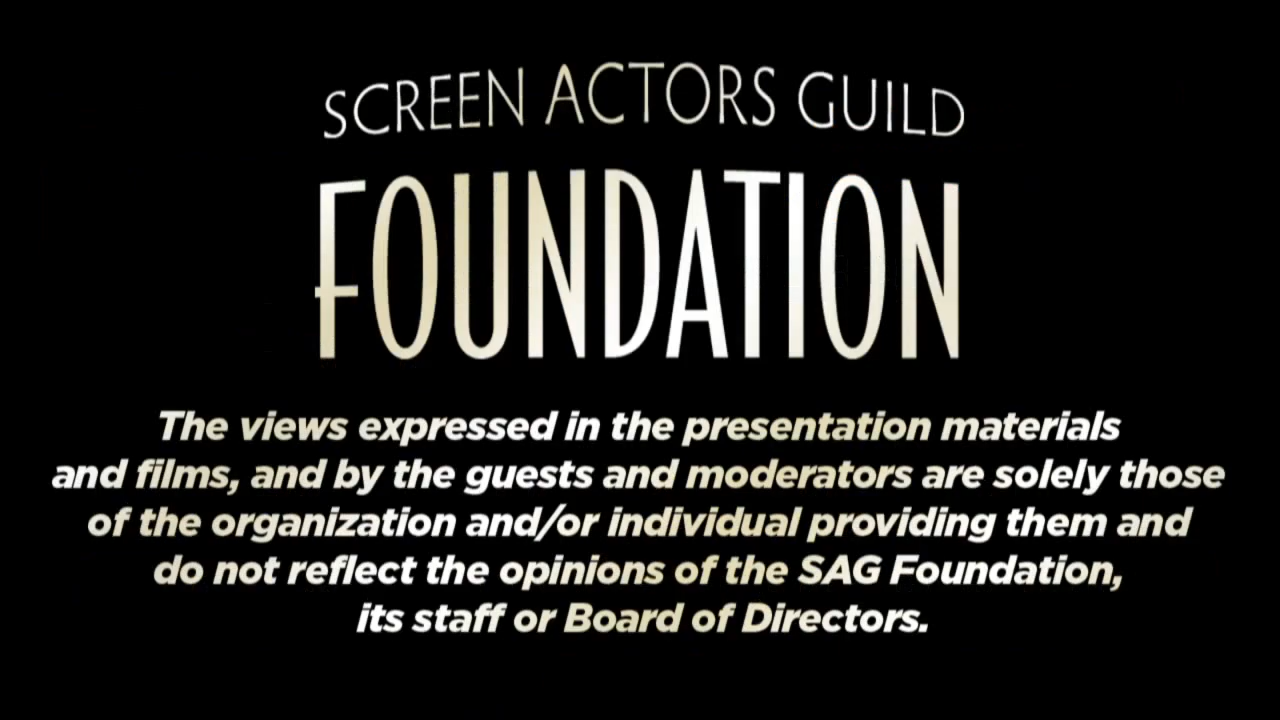 SCREEN ACTORS GUILD
FOUNDATION
The views expressed in the presentation materials
and films, and by the guests and moderators are solely those
of the organization and/or individual providing them and
do not reflect the opinions of the SAG Foundation,
its staff or Board of Directors.